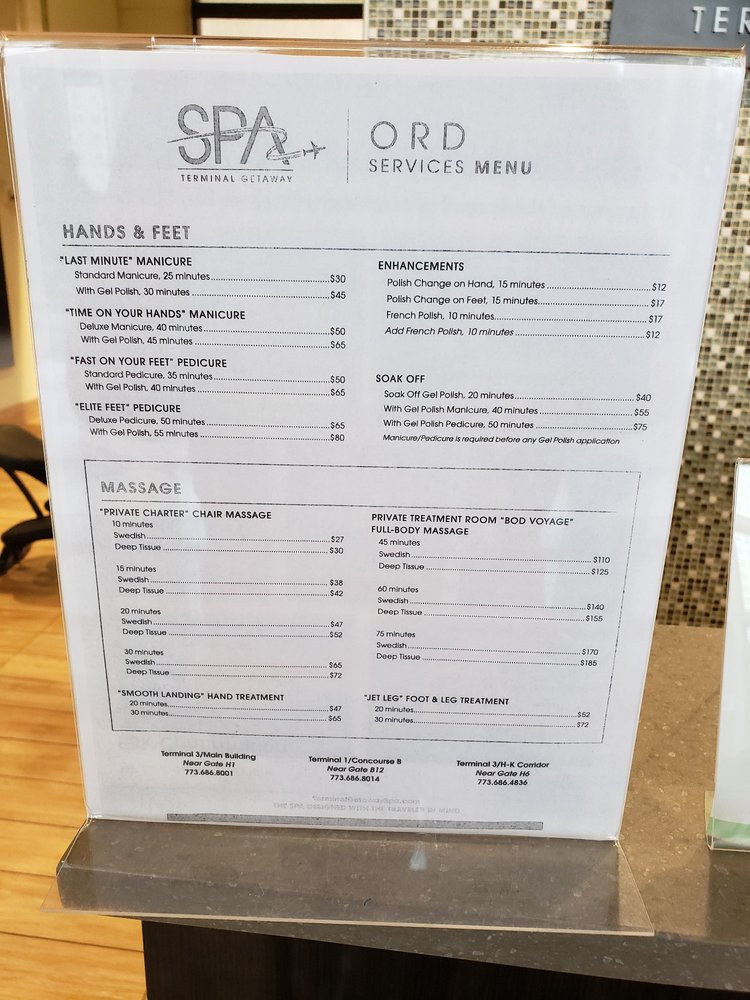 TER
SPA
TERMINAL GETAWAY
ORD
SERVICES MENU
HANDS & FEET
"LAST MINUTE" MANICURE
Standard Manicure, 25 minutes $30
With Gel Polish, 30 minutes $45
"TIME ON YOUR HANDS" MANICURE
Deluxe Manicure, 40 minutes $50
With Gel Polish, 45 minutes $65
"FAST ON YOUR FEET" PEDICURE
Standard Pedicure, 35 minutes $50
With Gel Polish, 40 minutes $65
"ELITE FEET" PEDICURE
Deluxe Pedicure, 50 minutes $65
With Gel Polish, 55 minutes $80
ENHANCEMENTS
Polish Change on Hand, 15 minutes $12
Polish Change on Feet, 15 minutes $17
French Polish, 10 minutes $17
Add French Polish, 10 minutes $12
SOAK OFF
Soak Off Gel Polish, 20 minutes $40
With Gel Polish Manicure, 40 minutes $55
With Gel Polish Pedicure, 50 minutes $75
Manicure/Pedicure is required before any Gel Polish application
MASSAGE
"PRIVATE CHARTER" CHAIR MASSAGE
10 minutes
Swedish $27
Deep Tissue $30
15 minutes
Swedish $38
Deep Tissue $42
20 minutes
Swedish $47
Deep Tissue $52
30 minutes
Swedish $65
Deep Tissue $72
"SMOOTH LANDING" HAND TREATMENT
20 minutes $47
30 minutes $65
PRIVATE TREATMENT ROOM "BOD VOYAGE"
FULL-BODY MASSAGE
45 minutes
Swedish $110
Deep Tissue $125
60 minutes
Swedish $140
Deep Tissue $155
75 minutes
Swedish $170
Deep Tissue $185
"JET LEG" FOOT & LEG TREATMENT
20 minutes $52
30 minutes $72
Terminal 3/Main Building
Near Gate H1
773.686.8001
Terminal 1/Concourse B
Near Gate B12
773.686.8014
Terminal 3/H-K Corridor
Near Gate H6
773.686.4836
TerminalGetawaySpa.com
THE SPA DESIGNED WITH THE TRAVELER IN MIND